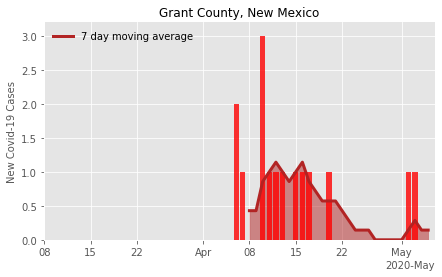 Grant County, New Mexico
7 day moving average
New Covid-19 Cases
3.0
2.5
2.0
1.5
1.0
0.5
0.0
08 15 22 Apr 08 15 22 May
2020-May